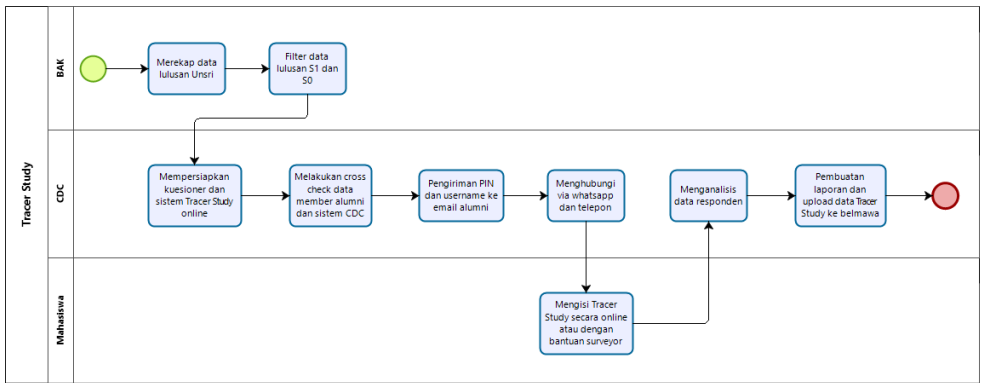 Tracer Study
BAK
Merekap data
lulusan Unsri
Filter data
lulusan S1 dan
S0
CDC
Mempersiapkan
kuesioner dan
sistem Tracer Study
online
Melakukan cross
check data
member alumni
dan sistem CDC
Pengiriman PIN
dan username ke
email alumni
Menghubungi
via whatsapp
dan telepon
Menganalisis
data responden
Pembuatan
laporan dan
upload data Tracer
Study ke belmawa
Mahasiswa
Mengisi Tracer
Study secara online
atau dengan
bantuan surveyor